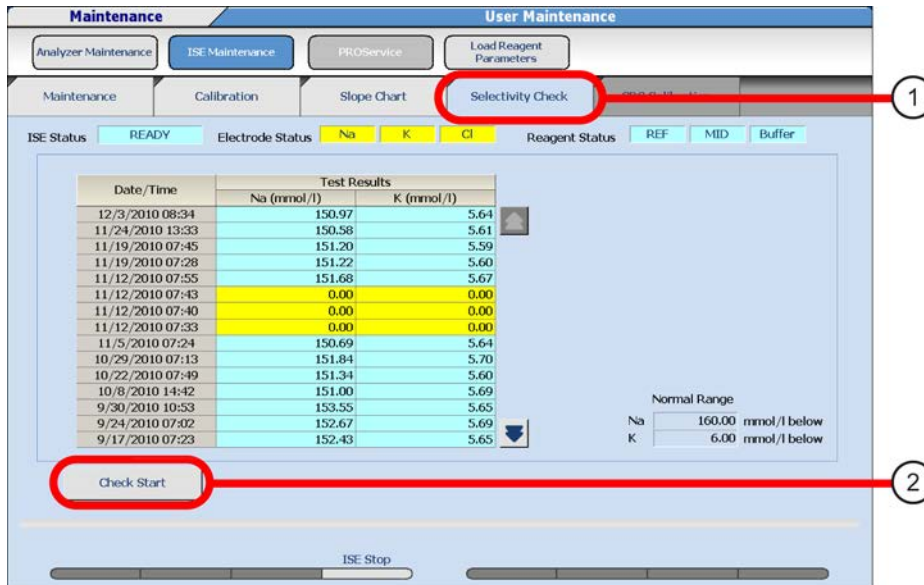 Maintenance User Maintenance
Analyzer Maintenance ISE Maintenance PROService Load Reagent
Parameters
Maintenance Calibration Slope Chart Selectivity Check
1
ISE Status READY Electrode Status Na K Cl Reagent Status REF MID Buffer
Date/Time Test Results
Na (mmol/l) K (mmol/l)
12/3/2010 08:34 150.97 5.64
11/24/2010 13:33 150.58 5.61
11/19/2010 07:45 151.20 5.59
11/19/2010 07:28 151.22 5.60
11/12/2010 07:55 151.68 5.67
11/12/2010 07:43 0.00 0.00
11/12/2010 07:40 0.00 0.00
11/12/2010 07:33 0.00 0.00
11/5/2010 07:24 150.69 5.64
10/29/2010 07:13 151.84 5.70
10/22/2010 07:49 151.34 5.60
10/8/2010 14:42 151.00 5.69
9/30/2010 10:53 153.55 5.65
9/24/2010 07:02 152.67 5.69
9/17/2010 07:23 152.43 5.65
Normal Range
Na 160.00 mmol/l below
K 6.00 mmol/l below
Check Start
2
ISE Stop